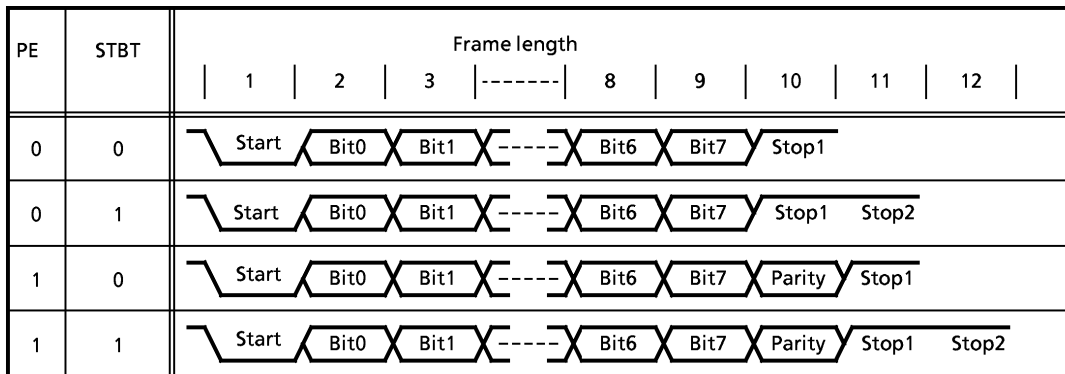 PE STBT Frame length
1 2 3 ------- 8 9 10 11 12
0 0 Start Bit0 Bit1 ----- Bit6 Bit7 Stop1
0 1 Start Bit0 Bit1 ----- Bit6 Bit7 Stop1 Stop2
1 0 Start Bit0 Bit1 ----- Bit6 Bit7 Parity Stop1
1 1 Start Bit0 Bit1 ----- Bit6 Bit7 Parity Stop1 Stop2